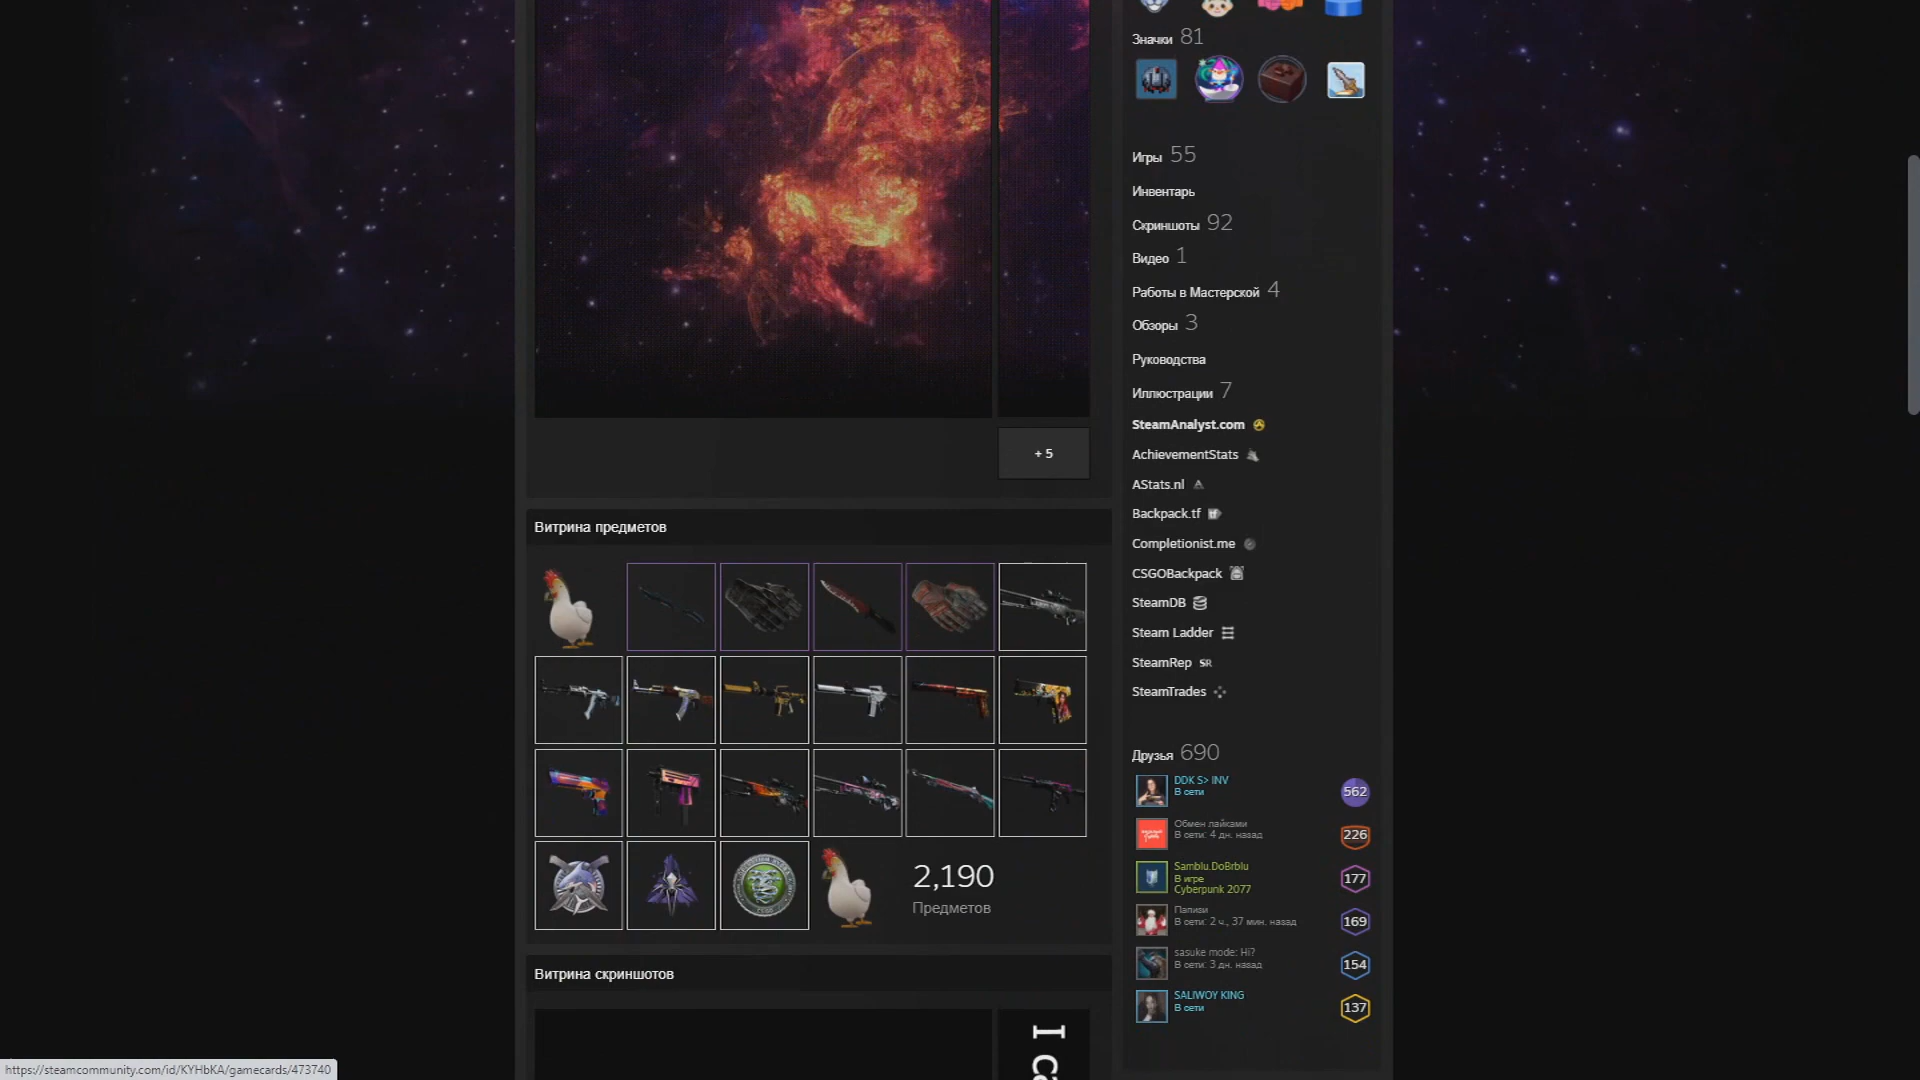 Значки 81
Игры 55
Инвентарь
Скриншоты 92
Видео 1
Работы в Мастерской 4
Обзоры 3
Руководства
Иллюстрации 7
SteamAnalyst.com
AchievementStats
AStats.nl
Backpack.tf
Completionist.me
CSGOBackpack
SteamDB
Steam Ladder
SteamRep SR
SteamTrades
+ 5
Витрина предметов
2,190
Предметов
Витрина скриншотов
I Ca
Друзья 690
DDK S> INV
В сети
562
Обмен лайками
В сети: 4 дн. назад
226
Samblu.DoBrblu
В игре
Cyberpunk 2077
177
Папизи
В сети: 2 ч., 37 мин. назад
169
sasuke mode: Hi?
В сети: 3 дн. назад
154
SALIWOY KING
В сети
137
https://steamcommunity.com/id/KYHbKA/gamecards/473740